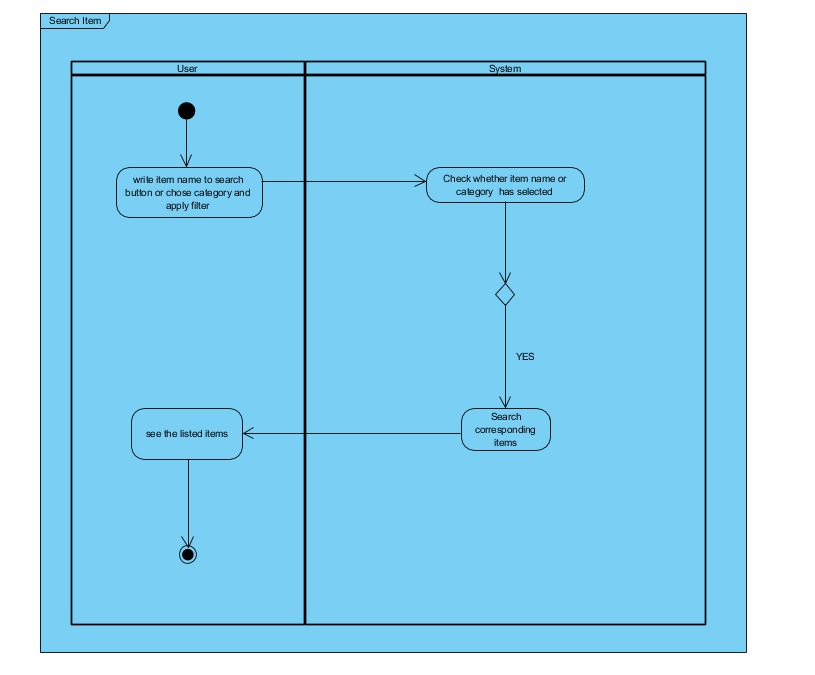 Search Item
User
System
write item name to search
button or chose category and
apply filter
Check whether item name or
category has selected
YES
Search
corresponding
items
see the listed items